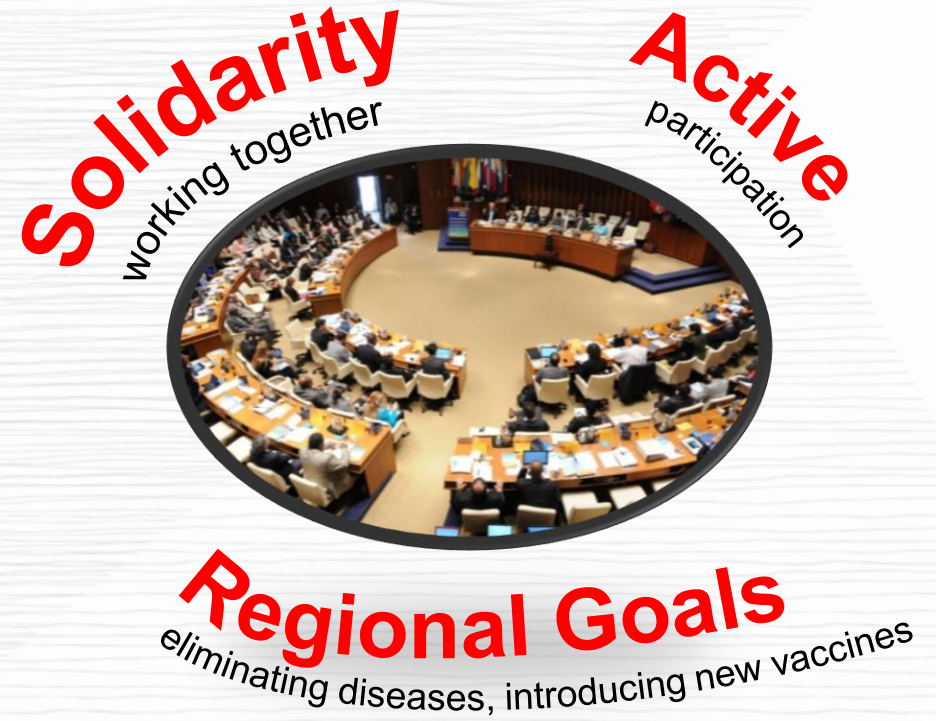 Solidarity
working together
Active
participation
Regional Goals
eliminating diseases, introducing new vaccines